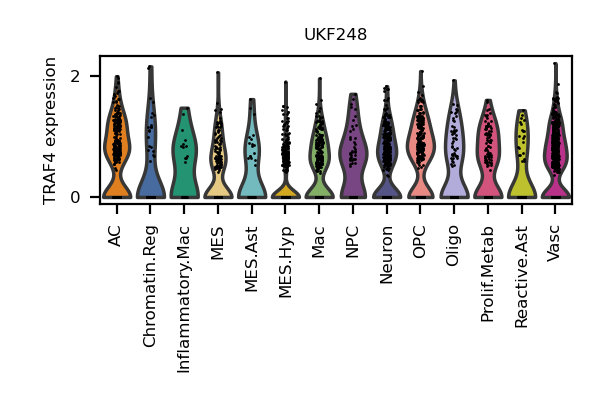 UKF248
TRAF4 expression
2
0
AC
Chromatin.Reg
Inflammatory.Mac
MES
MES.Ast
MES.Hyp
Mac
NPC
Neuron
OPC
Oligo
Prolif.Metab
Reactive.Ast
Vasc